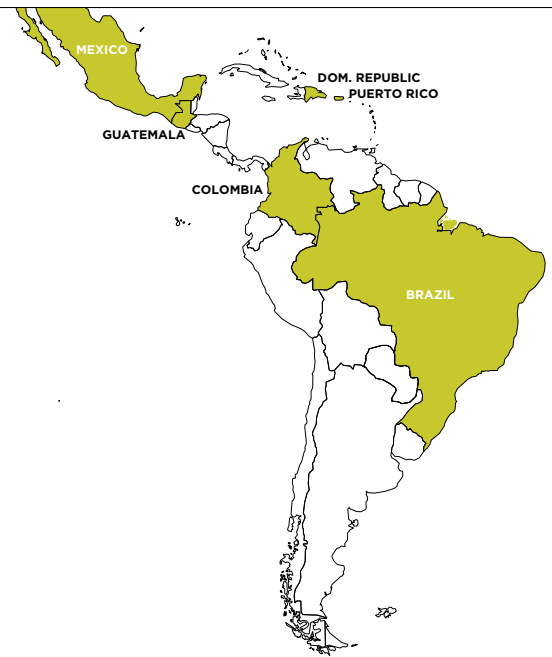 MEXICO
DOM. REPUBLIC
PUERTO RICO
GUATEMALA
COLOMBIA
BRAZIL